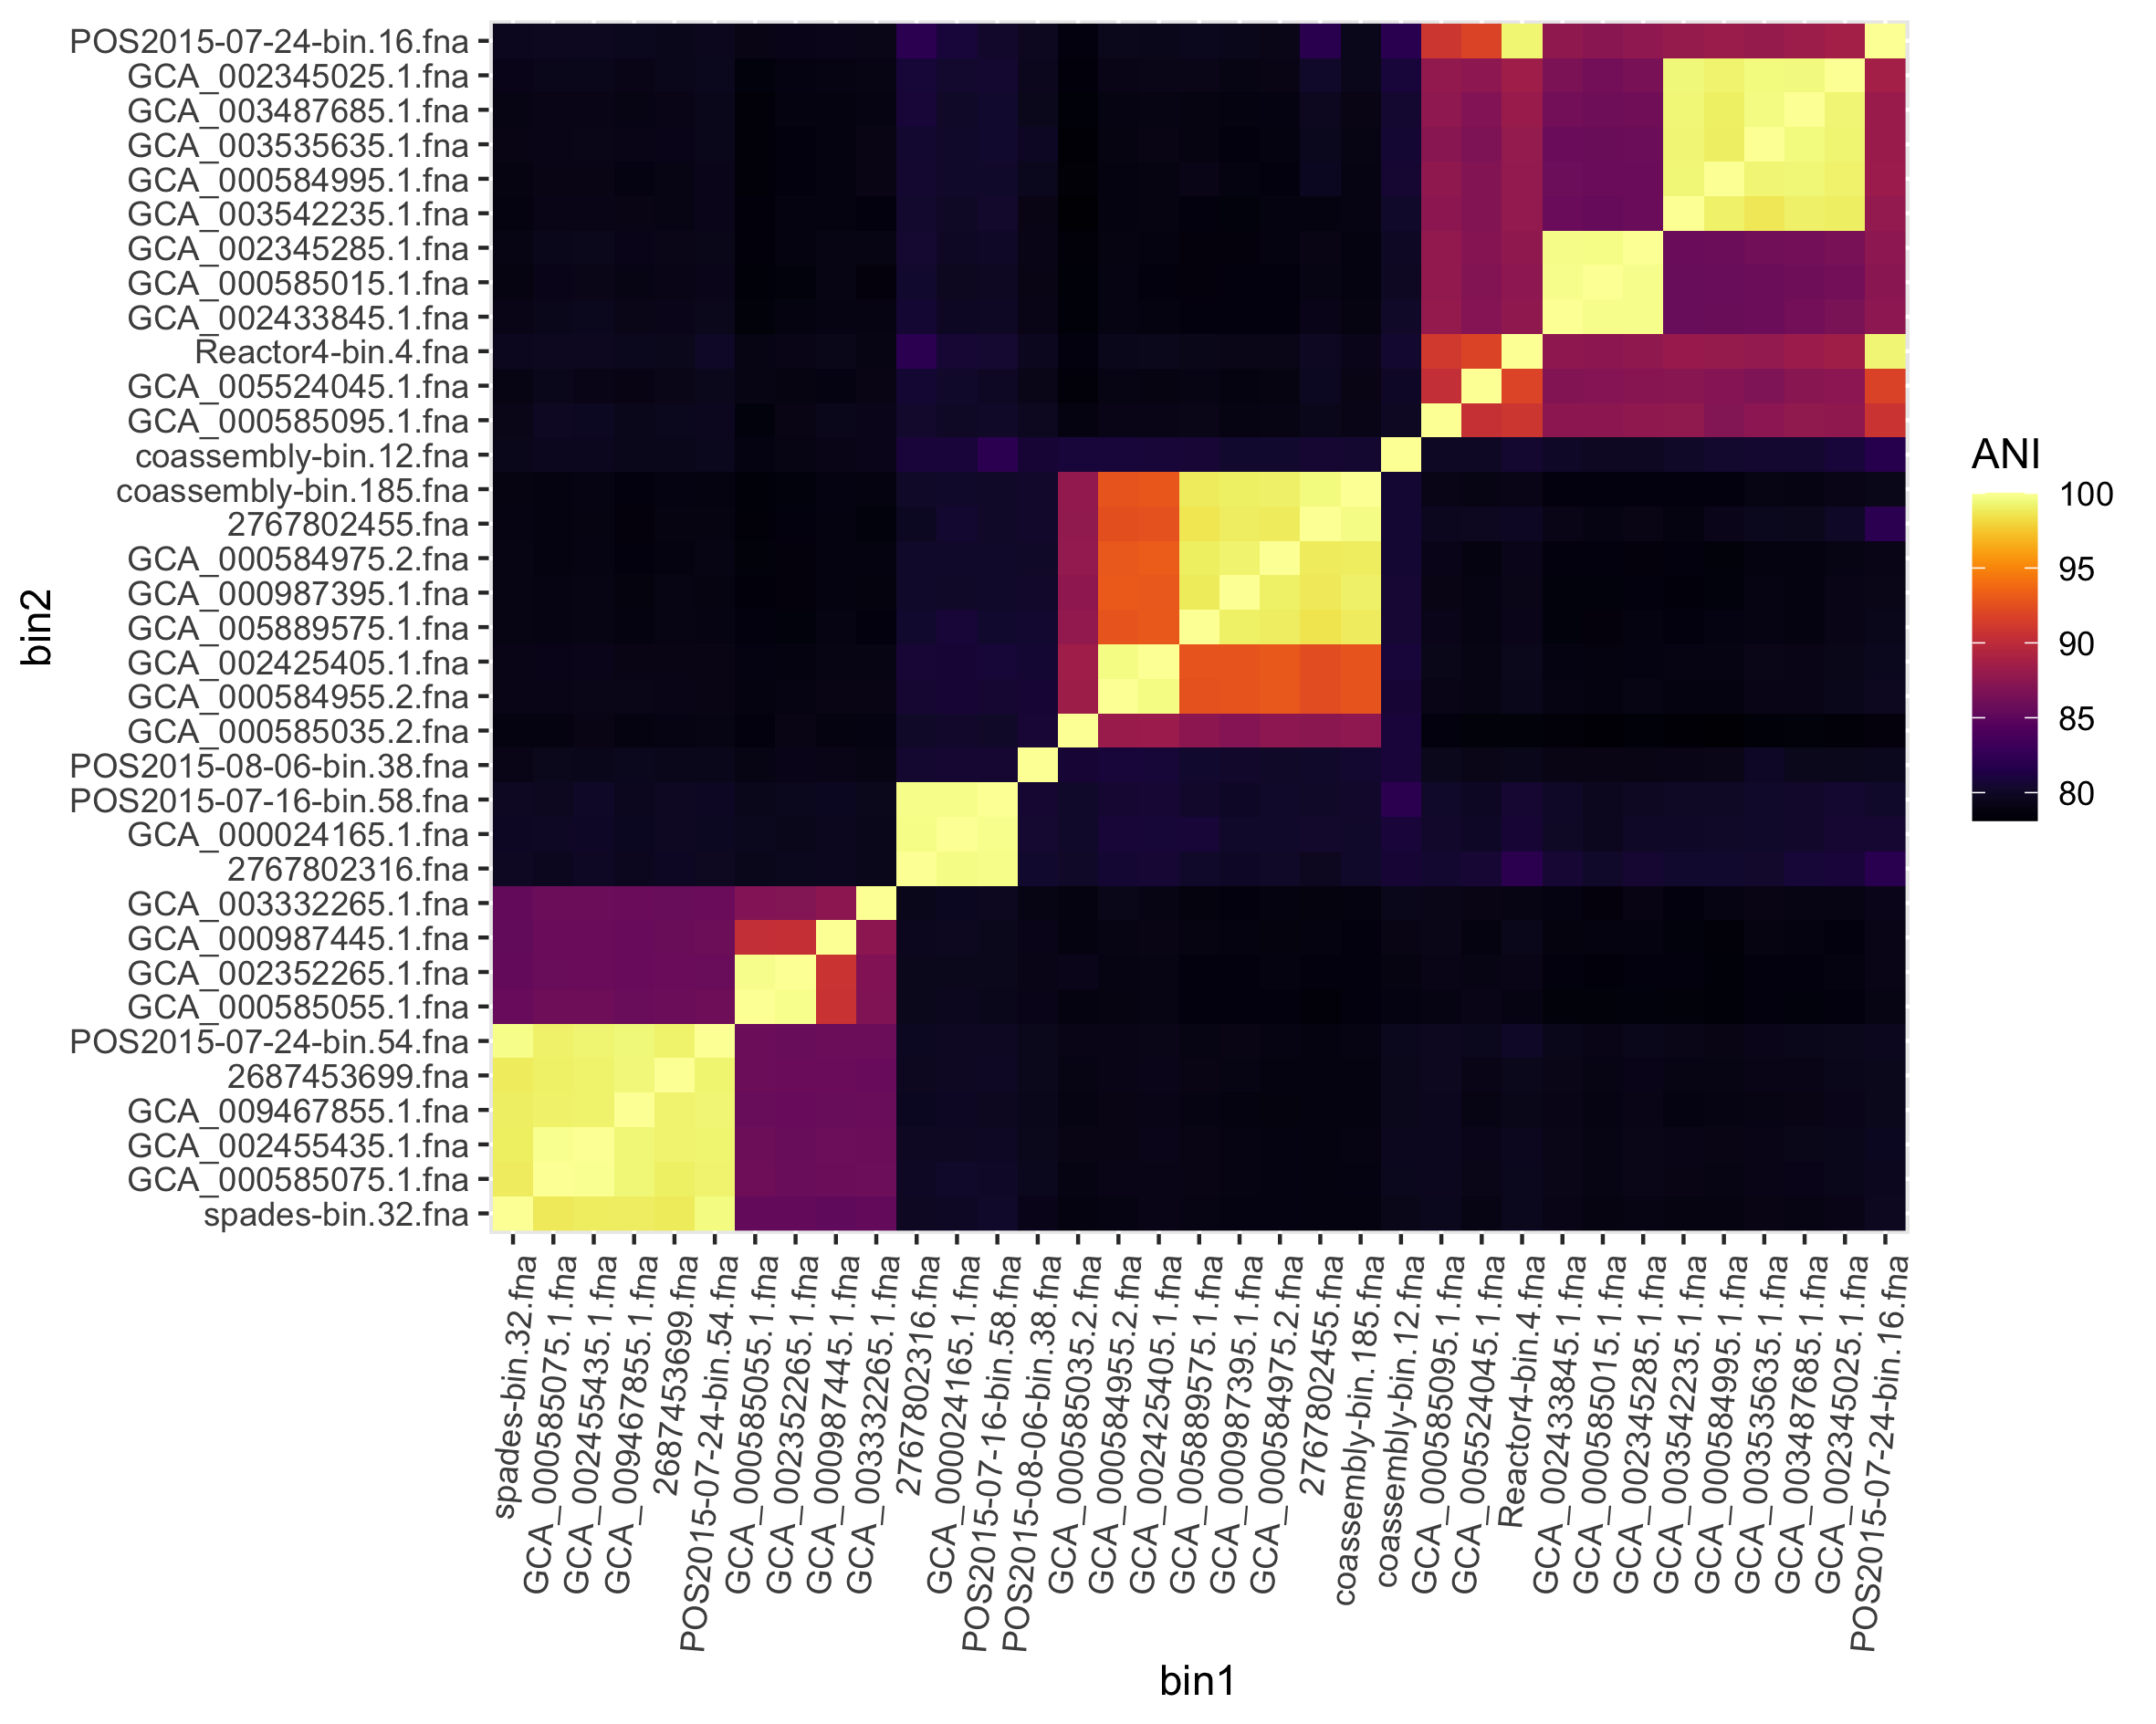 POS2015-07-24-bin.16.fna
GCA_002345025.1.fna
GCA_003487685.1.fna
GCA_003535635.1.fna
GCA_000584995.1.fna
GCA_003542235.1.fna
GCA_002345285.1.fna
GCA_000585015.1.fna
GCA_002433845.1.fna
Reactor4-bin.4.fna
GCA_005524045.1.fna
GCA_000585095.1.fna
coassembly-bin.12.fna
coassembly-bin.185.fna
2767802455.fna
GCA_000584975.2.fna
GCA_000987395.1.fna
GCA_005889575.1.fna
GCA_002425405.1.fna
GCA_000584955.2.fna
GCA_000585035.2.fna
POS2015-08-06-bin.38.fna
POS2015-07-16-bin.58.fna
GCA_000024165.1.fna
2767802316.fna
GCA_003332265.1.fna
GCA_000987445.1.fna
GCA_002352265.1.fna
GCA_000585055.1.fna
POS2015-07-24-bin.54.fna
2687453699.fna
GCA_009467855.1.fna
GCA_002455435.1.fna
GCA_000585075.1.fna
spades-bin.32.fna
bin2
spades-bin.32.fna
GCA_000585075.1.fna
GCA_002455435.1.fna
GCA_009467855.1.fna
2687453699.fna
POS2015-07-24-bin.54.fna
GCA_000585055.1.fna
GCA_002352265.1.fna
GCA_000987445.1.fna
GCA_003332265.1.fna
2767802316.fna
GCA_000024165.1.fna
POS2015-07-16-bin.58.fna
POS2015-08-06-bin.38.fna
GCA_000585035.2.fna
GCA_000584955.2.fna
GCA_002425405.1.fna
GCA_005889575.1.fna
GCA_000987395.1.fna
GCA_000584975.2.fna
2767802455.fna
coassembly-bin.185.fna
coassembly-bin.12.fna
GCA_000585095.1.fna
GCA_005524045.1.fna
Reactor4-bin.4.fna
GCA_002433845.1.fna
GCA_000585015.1.fna
GCA_002345285.1.fna
GCA_003542235.1.fna
GCA_000584995.1.fna
GCA_003535635.1.fna
GCA_003487685.1.fna
GCA_002345025.1.fna
POS2015-07-24-bin.16.fna
bin1
ANI
100
95
90
85
80